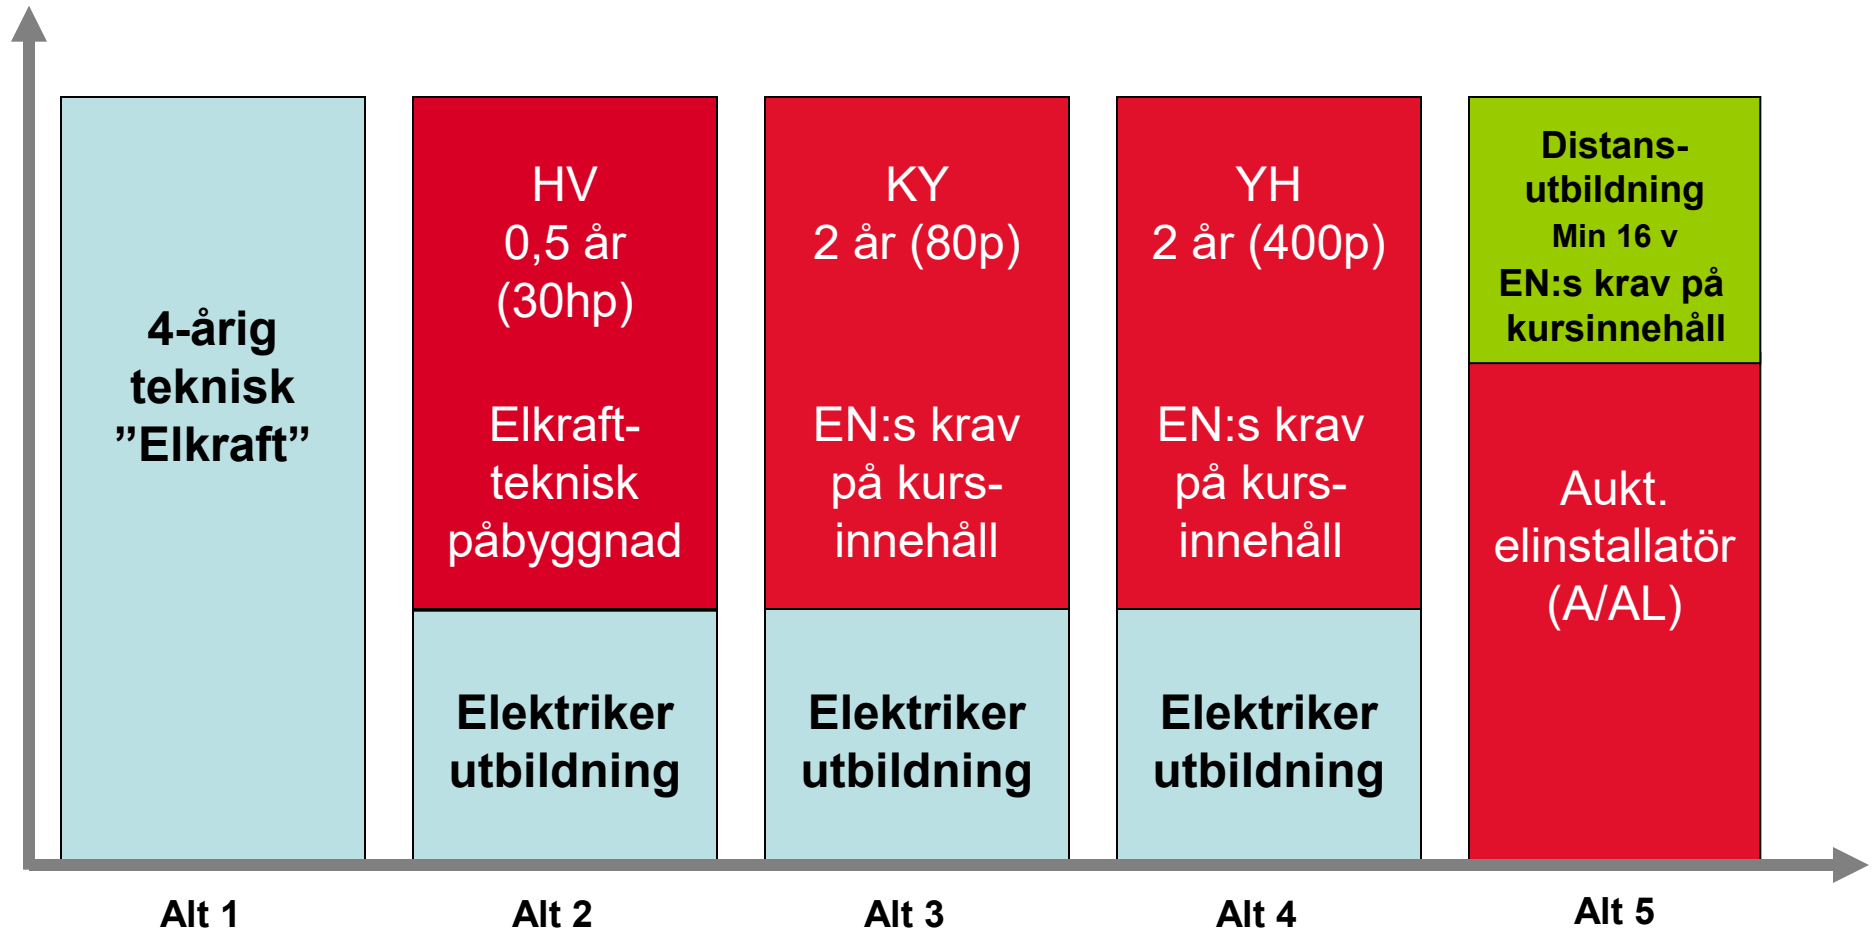 4-årig
teknisk
”Elkraft”
HV
0,5 år
(30hp)
Elkraft-
teknisk
påbyggnad
Elektriker
utbildning
KY
2 år (80p)
EN:s krav
på kurs-
innehåll
Elektriker
utbildning
YH
2 år (400p)
EN:s krav
på kurs-
innehåll
Elektriker
utbildning
Distans-
utbildning
Min 16 v
EN:s krav på
kursinnehåll
Aukt.
elinstallatör
(A/AL)
Alt 1
Alt 2
Alt 3
Alt 4
Alt 5